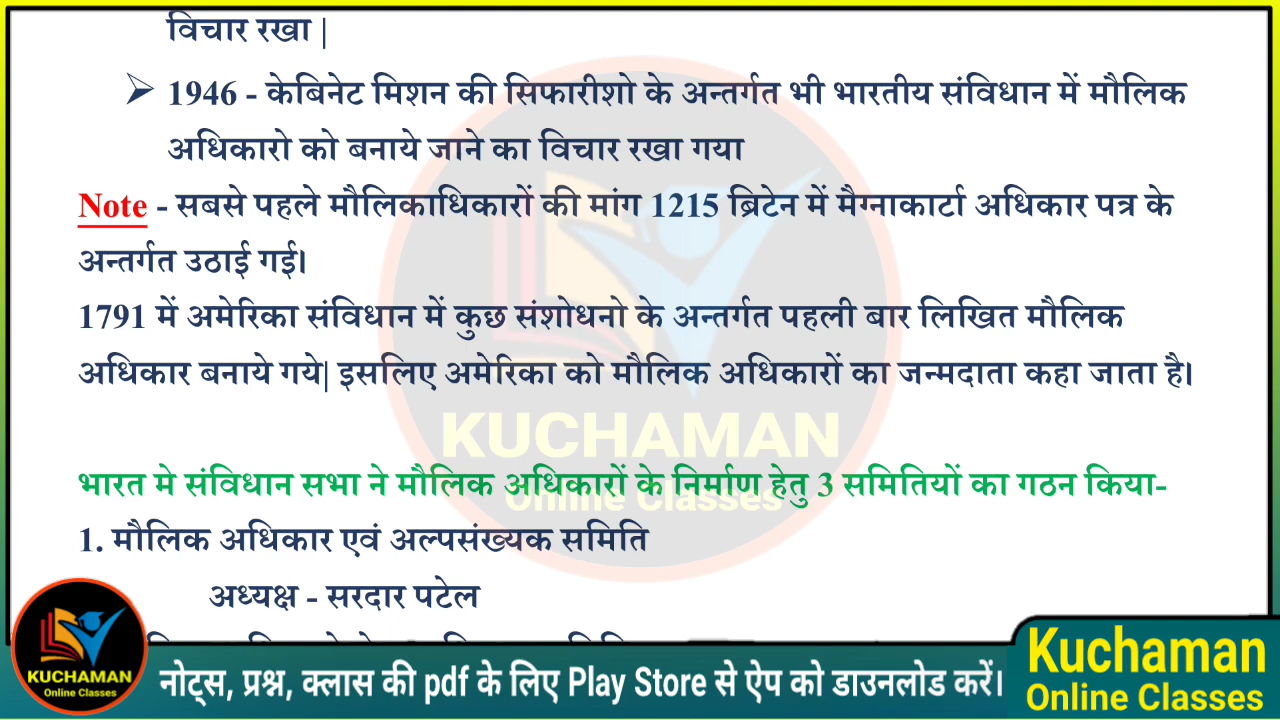 विचार रखा |
➢ 1946 - केबिनेट मिशन की सिफारीशो के अन्तर्गत भी भारतीय संविधान में मौलिक
अधिकारो को बनाये जाने का विचार रखा गया
Note - सबसे पहले मौलिकाधिकारों की मांग 1215 ब्रिटेन में मैग्नाकार्टा अधिकार पत्र के
अन्तर्गत उठाई गई।
1791 में अमेरिका संविधान में कुछ संशोधनो के अन्तर्गत पहली बार लिखित मौलिक
अधिकार बनाये गये| इसलिए अमेरिका को मौलिक अधिकारों का जन्मदाता कहा जाता है।
KUCHAMAN
भारत मे संविधान सभा ने मौलिक अधिकारों के निर्माण हेतु 3 समितियों का गठन किया-
Online Classes
1. मौलिक अधिकार एवं अल्पसंख्यक समिति
अध्यक्ष - सरदार पटेल
KUCHAMAN
Online Classes
नोट्स, प्रश्न, क्लास की pdf के लिए Play Store से ऐप को डाउनलोड करें।
Kuchaman
Online Classes